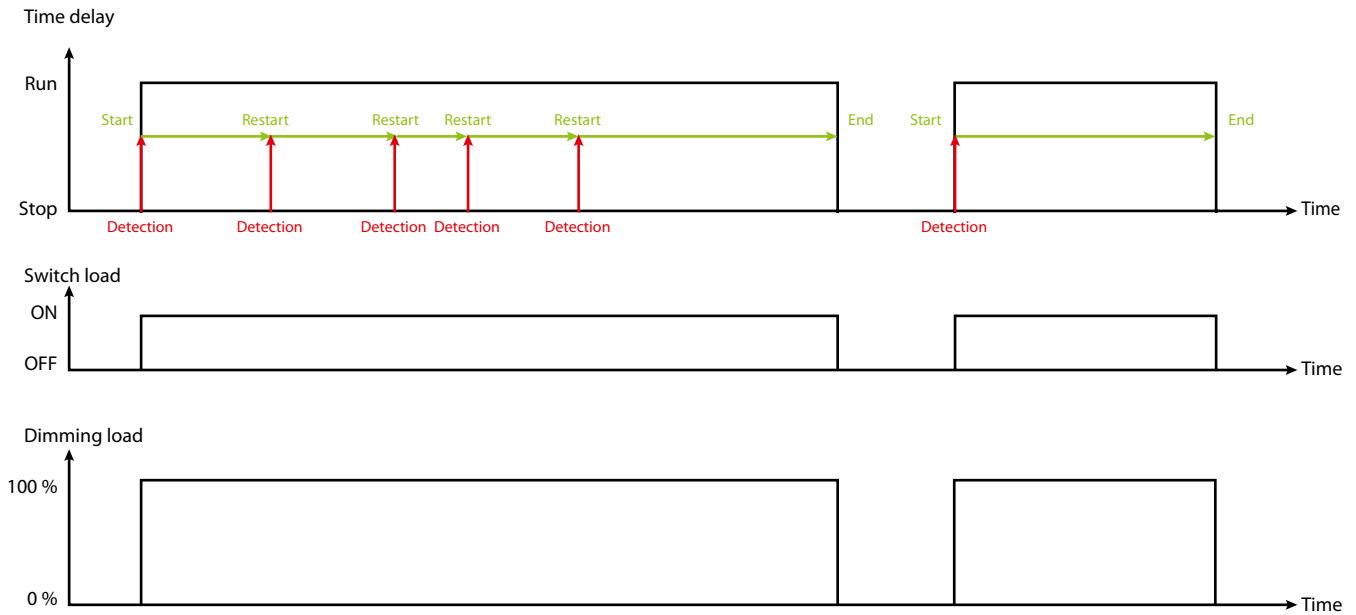 Time delay
Run
Start Restart Restart Restart Restart End Start End
Stop
Time
Detection Detection Detection Detection Detection Detection
Switch load
ON
OFF
Time
Dimming load
100 %
0 %
Time